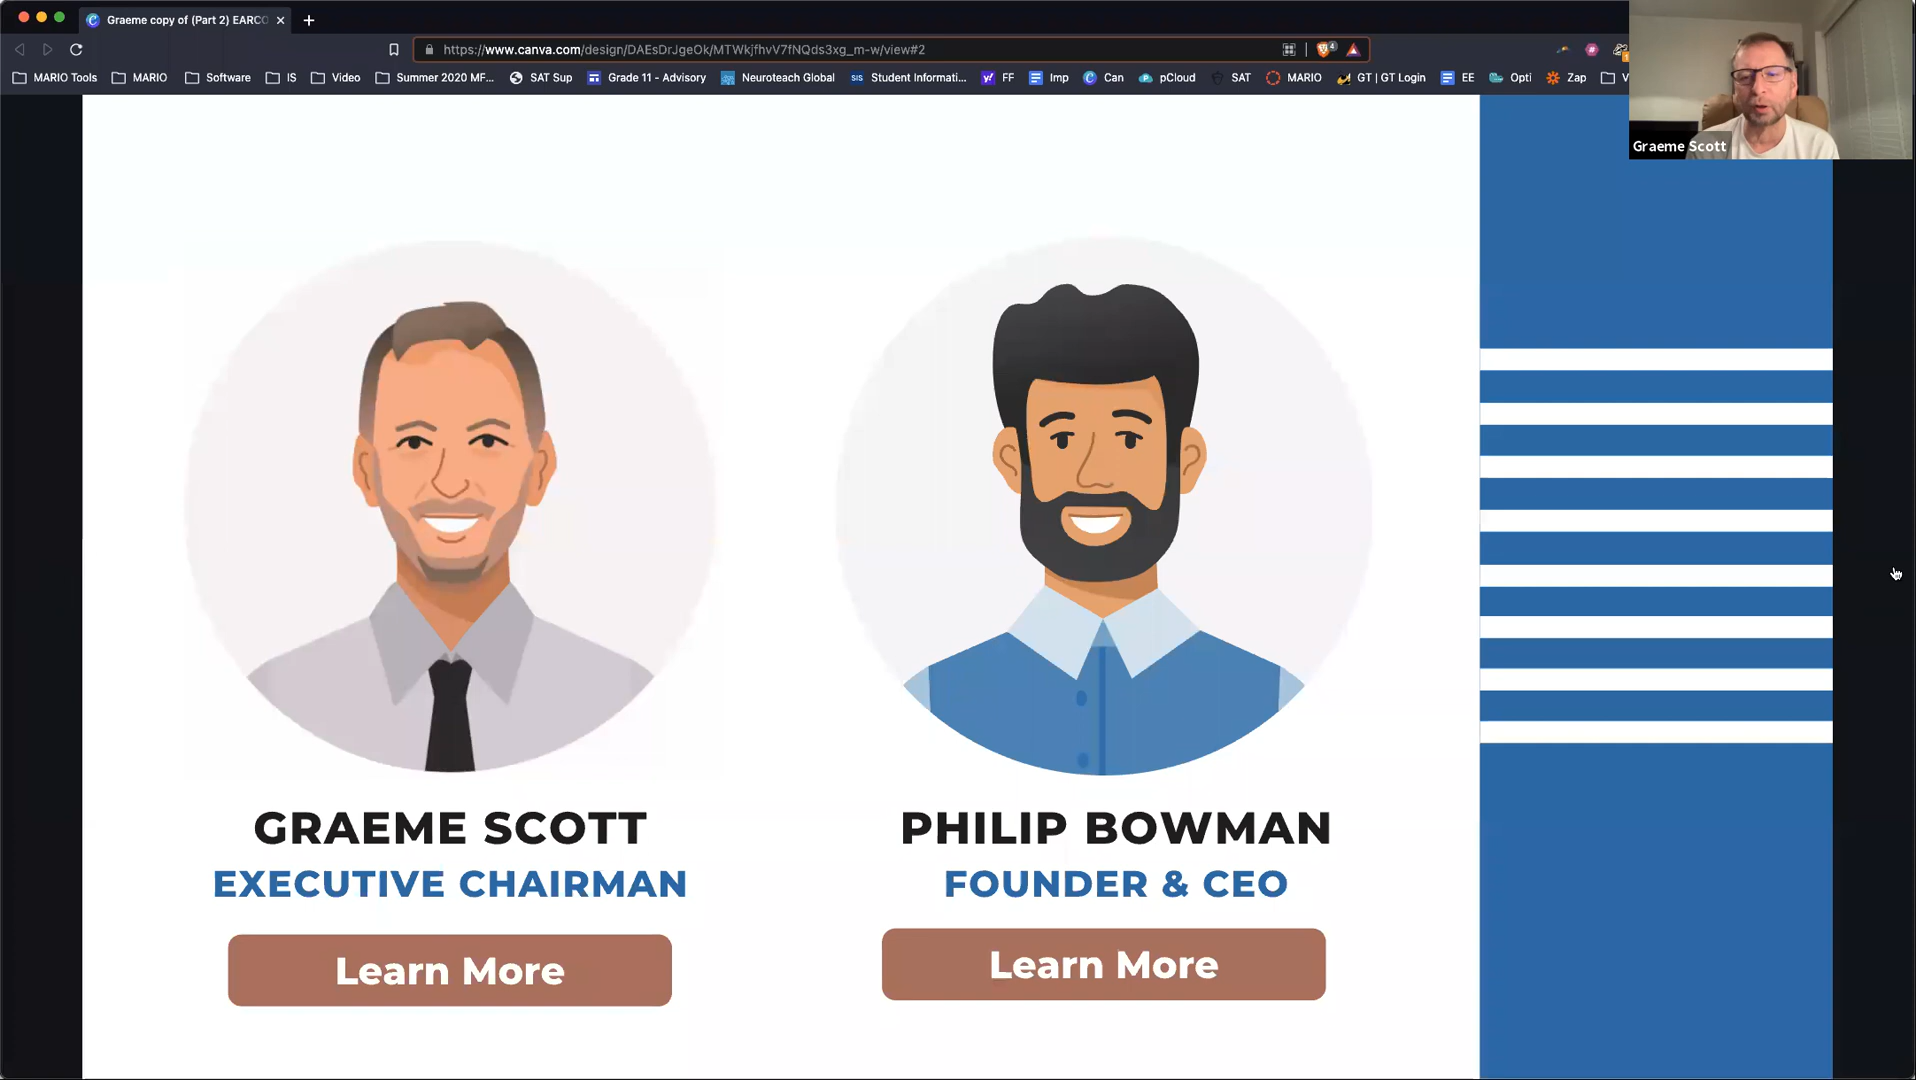 Graeme copy of (Part 2) EARCO
https://www.canva.com/design/DAEsDrJgeOk/MTWkjfhvV7fNQds3xg_m-w/view#2
4
MARIO Tools MARIO Software IS Video Summer 2020 MF... SAT Sup Grade 11 - Advisory Neuroteach Global SIS Student Informati... FF Imp Can pCloud SAT MARIO GT | GT Login EE Opti Zap V
Graeme Scott
GRAEME SCOTT
EXECUTIVE CHAIRMAN
Learn More
PHILIP BOWMAN
FOUNDER & CEO
Learn More